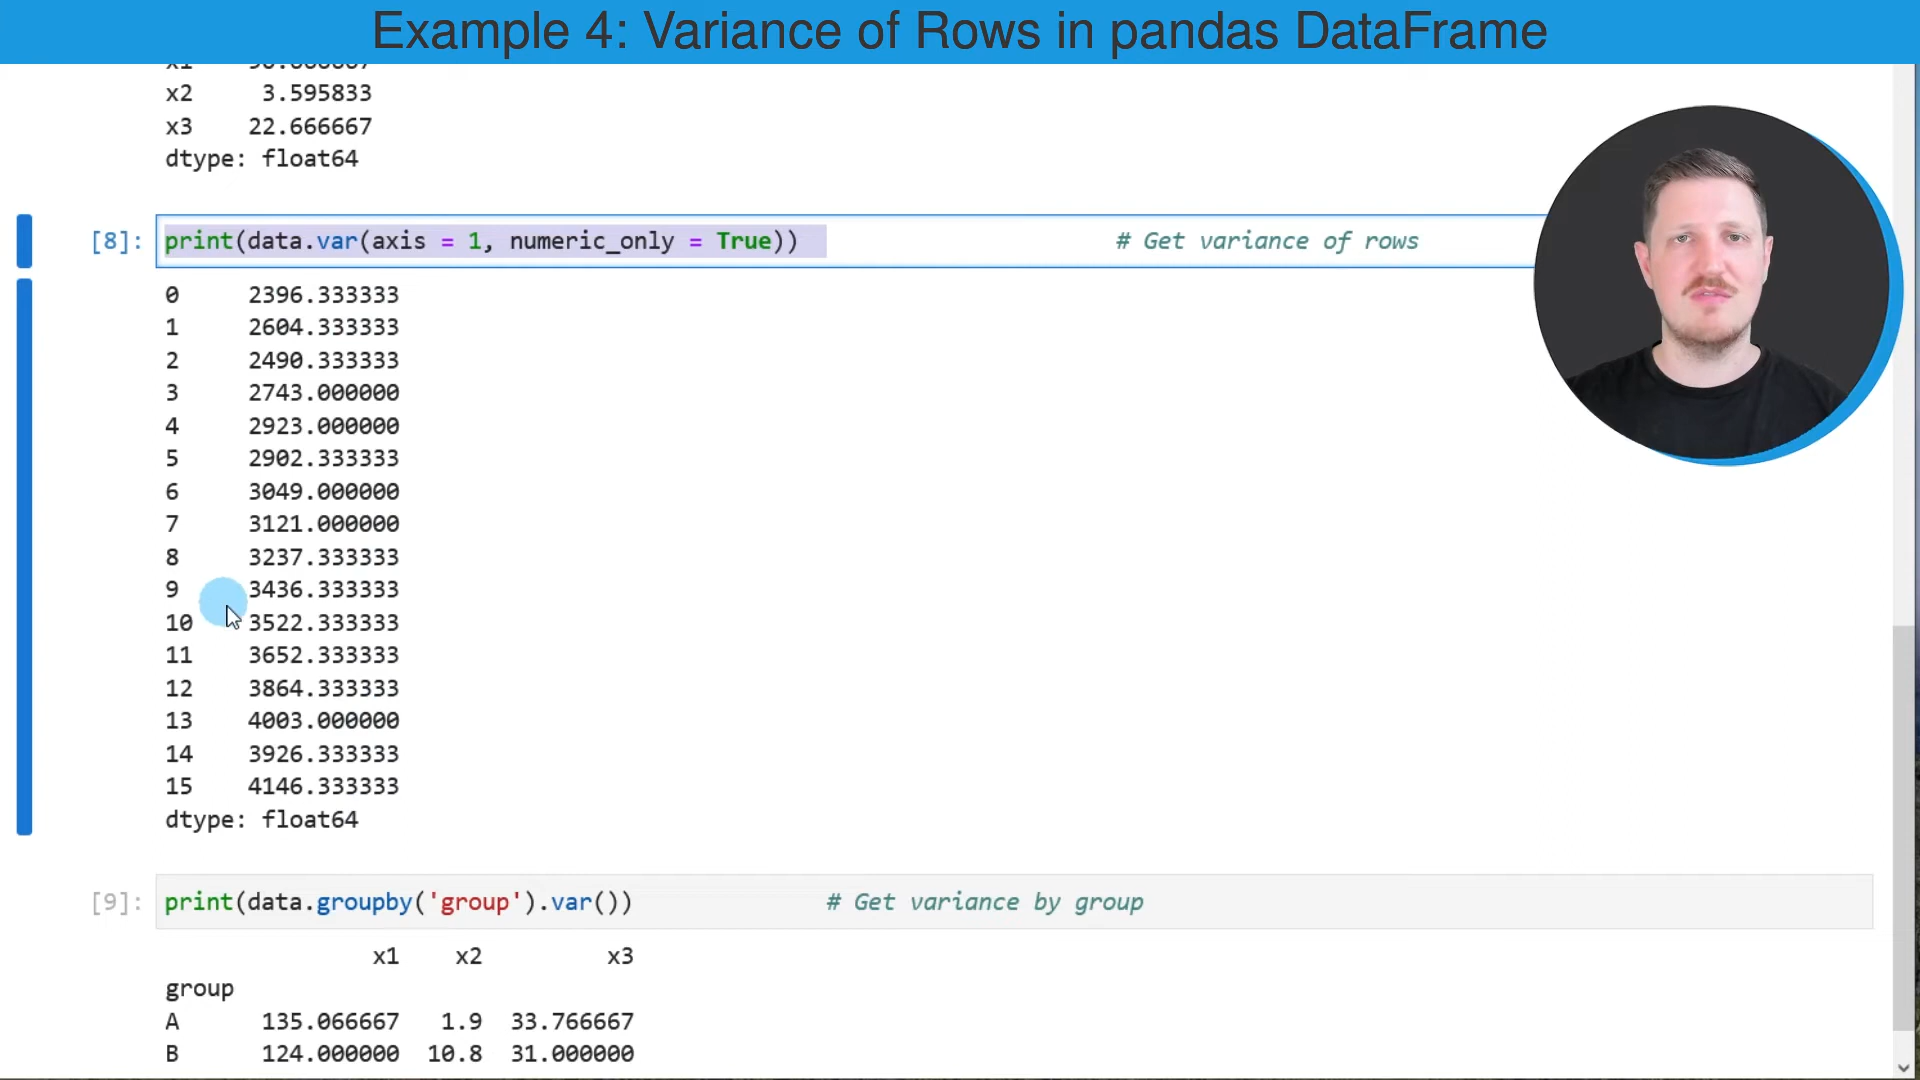 Example 4: Variance of Rows in pandas DataFrame
x2 3.595833
x3 22.666667
dtype: float64
[8]: print(data.var(axis = 1, numeric_only = True)) # Get variance of rows
0 2396.333333
1 2604.333333
2 2490.333333
3 2743.000000
4 2923.000000
5 2902.333333
6 3049.000000
7 3121.000000
8 3237.333333
9 3436.333333
10 3522.333333
11 3652.333333
12 3864.333333
13 4003.000000
14 3926.333333
15 4146.333333
dtype: float64
[9]: print(data.groupby('group').var()) # Get variance by group
x1 x2 x3
group
A 135.066667 1.9 33.766667
B 124.000000 10.8 31.000000